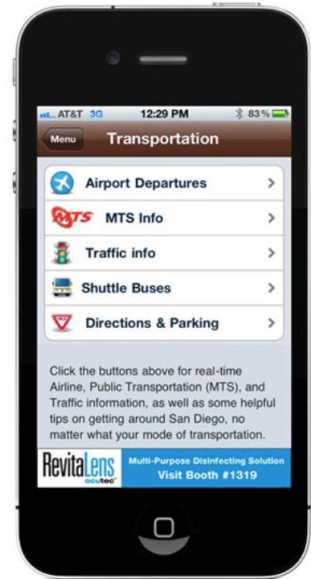 AT&T 3G 12:29 PM 83%
Menu Transportation
Airport Departures
MTS MTS Info
Traffic info
Shuttle Buses
Directions & Parking
Click the buttons above for real-time
Airline, Public Transportation (MTS), and
Traffic information, as well as some helpful
tips on getting around San Diego, no
matter what your mode of transportation.
RevitaLens
ocutec
Multi-Purpose Disinfecting Solution
Visit Booth #1319